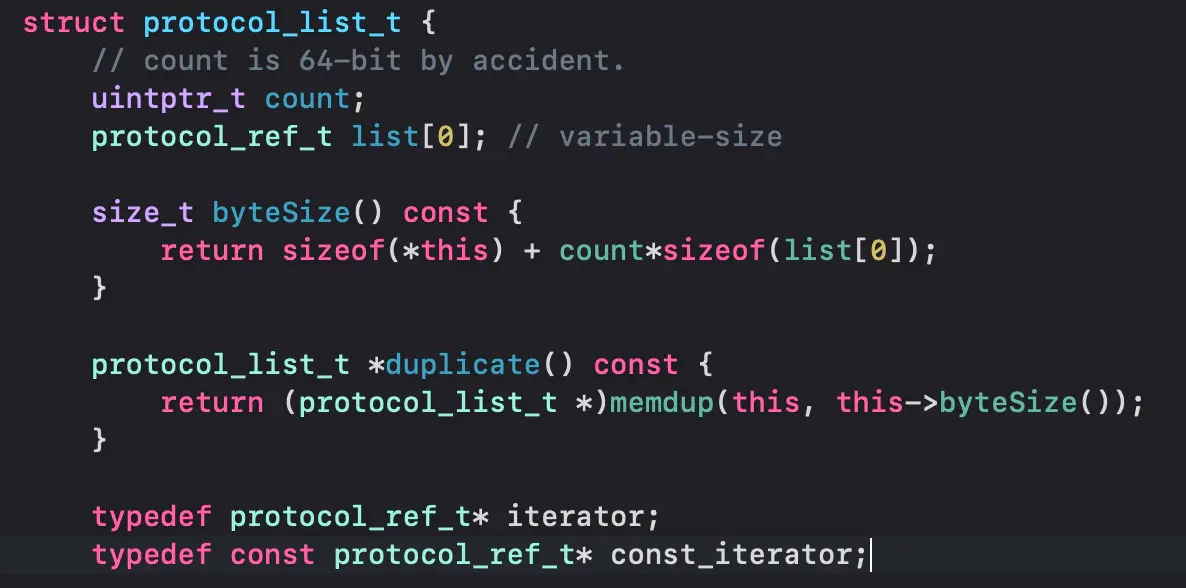 struct protocol_list_t {
    // count is 64-bit by accident.
    uintptr_t count;
    protocol_ref_t list[0]; // variable-size

    size_t byteSize() const {
        return sizeof(*this) + count*sizeof(list[0]);
    }

    protocol_list_t *duplicate() const {
        return (protocol_list_t *)memdup(this, this->byteSize());
    }

    typedef protocol_ref_t* iterator;
    typedef const protocol_ref_t* const_iterator;